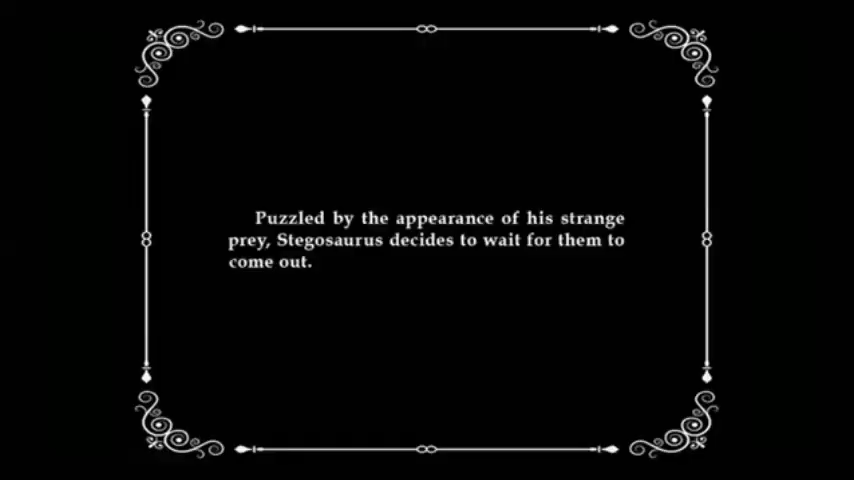 Puzzled by the appearance of his strange
prey, Stegosaurus decides to wait for them to
come out.